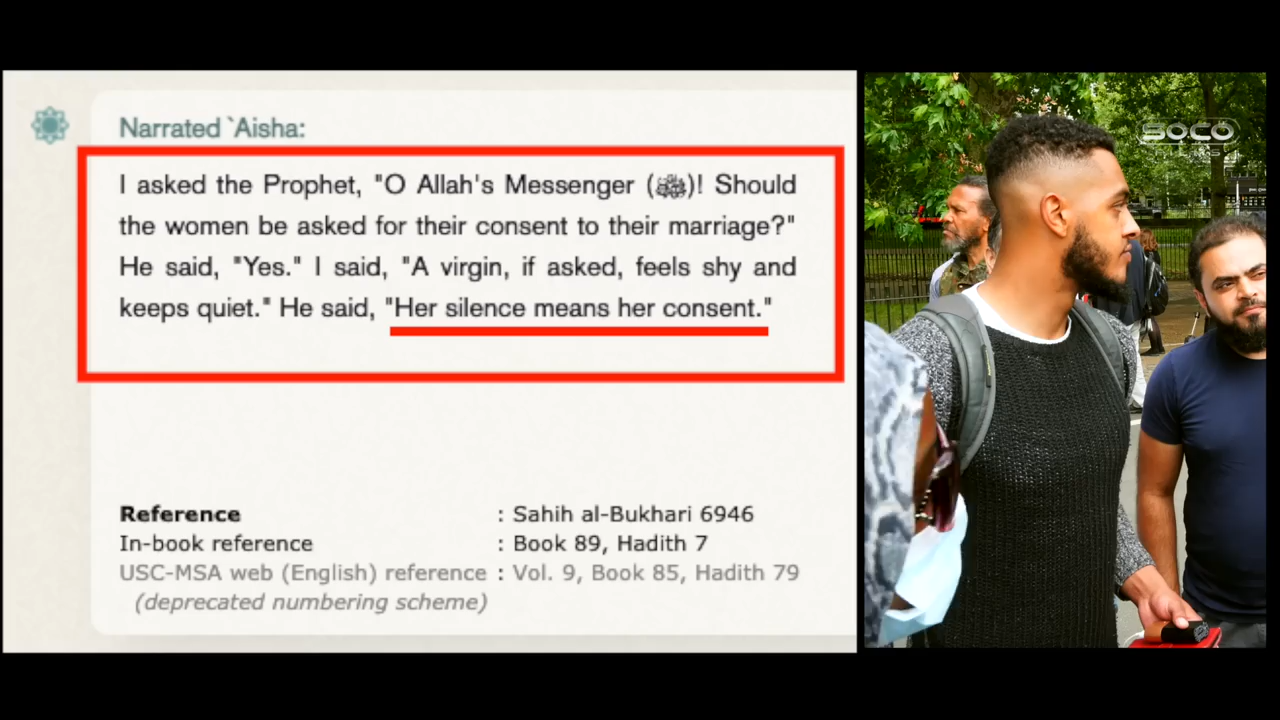 Narrated `Aisha:
I asked the Prophet, "O Allah's Messenger (ﷺ)! Should
the women be asked for their consent to their marriage?"
He said, "Yes." I said, "A virgin, if asked, feels shy and
keeps quiet." He said, "Her silence means her consent."
Reference : Sahih al-Bukhari 6946
In-book reference : Book 89, Hadith 7
USC-MSA web (English) reference : Vol. 9, Book 85, Hadith 79
(deprecated numbering scheme)
SOCO
FILMS